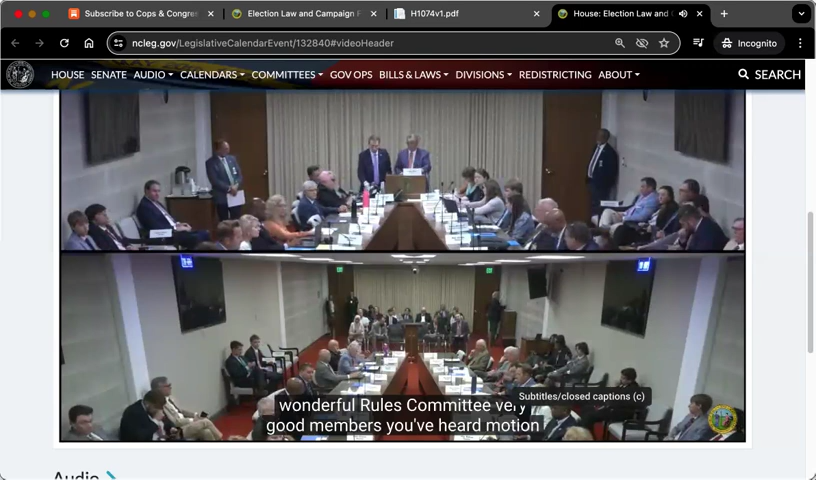 Subscribe to Cops & Congres
Election Law and Campaign F
H1074v1.pdf
House: Election Law and
ncleg.gov/LegislativeCalendarEvent/132840#videoHeader
Incognito
HOUSE SENATE AUDIO CALENDARS COMMITTEES GOV OPS BILLS & LAWS DIVISIONS REDISTRICTING ABOUT SEARCH
Subtitles/closed captions (c)
wonderful Rules Committee very
good members you've heard motion
Audio